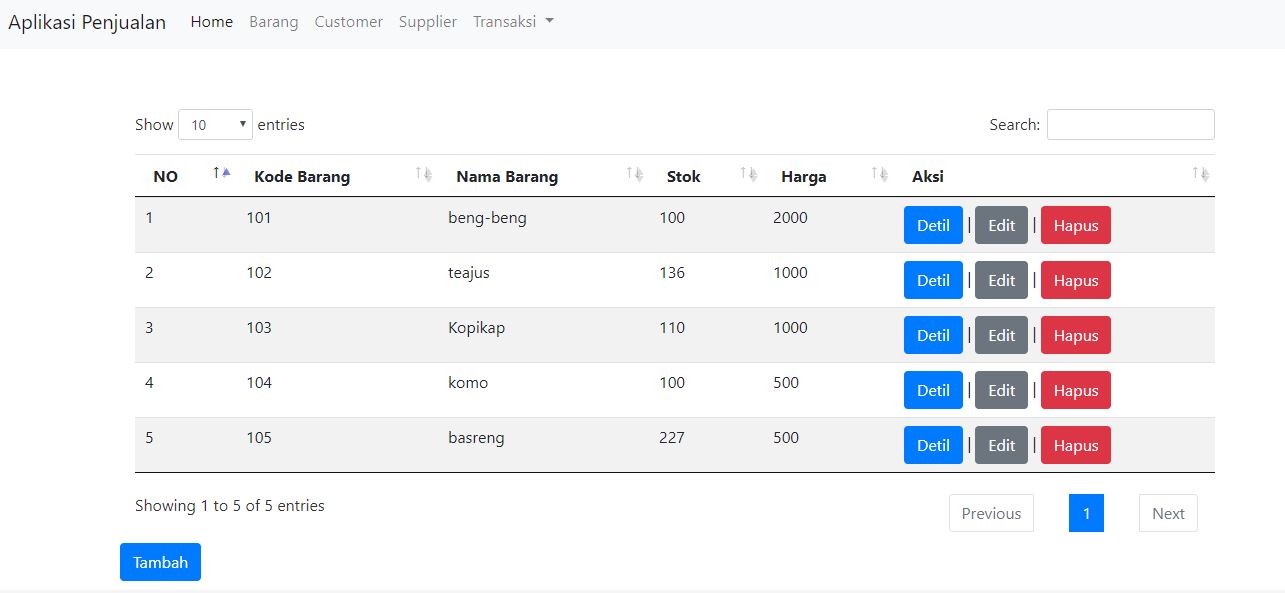 Aplikasi Penjualan Home Barang Customer Supplier Transaksi
Show 10 entries Search:
NO Kode Barang Nama Barang Stok Harga Aksi
1 101 beng-beng 100 2000 Detil | Edit | Hapus
2 102 teajus 136 1000 Detil | Edit | Hapus
3 103 Kopikap 110 1000 Detil | Edit | Hapus
4 104 komo 100 500 Detil | Edit | Hapus
5 105 basreng 227 500 Detil | Edit | Hapus
Showing 1 to 5 of 5 entries Previous 1 Next
Tambah